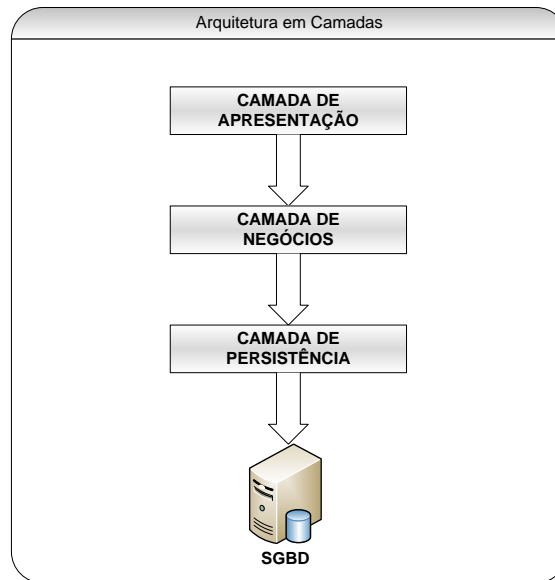 Arquitetura em Camadas
CAMADA DE
APRESENTAÇÃO
CAMADA DE
NEGÓCIOS
CAMADA DE
PERSISTÊNCIA
SGBD